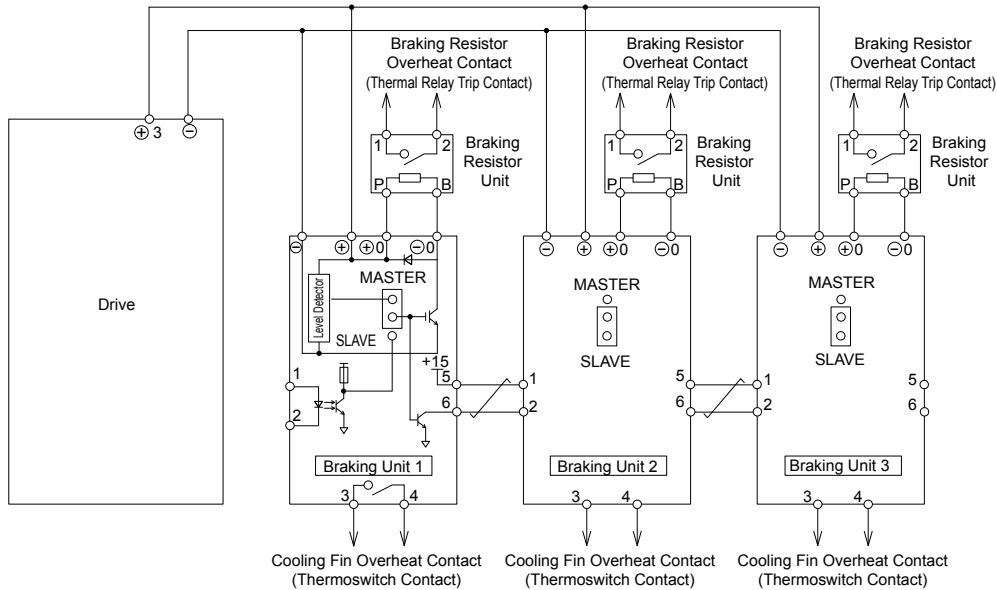 Braking Resistor
Overheat Contact
(Thermal Relay Trip Contact)
Braking Resistor
Overheat Contact
(Thermal Relay Trip Contact)
Braking Resistor
Overheat Contact
(Thermal Relay Trip Contact)
⊕ 3 ⊖
1 2
P B
Braking
Resistor
Unit
1 2
P B
Braking
Resistor
Unit
1 2
P B
Braking
Resistor
Unit
Drive
⊖ ⊕ ⊕0 ⊖0
MASTER
Level Detector
SLAVE
+15
1
2
5
6
Braking Unit 1
3 4
Cooling Fin Overheat Contact
(Thermoswitch Contact)
⊖ ⊕ ⊕0 ⊖0
MASTER
SLAVE
1
2
5
6
Braking Unit 2
3 4
Cooling Fin Overheat Contact
(Thermoswitch Contact)
⊖ ⊕ ⊕0 ⊖0
MASTER
SLAVE
1
2
5
6
Braking Unit 3
3 4
Cooling Fin Overheat Contact
(Thermoswitch Contact)